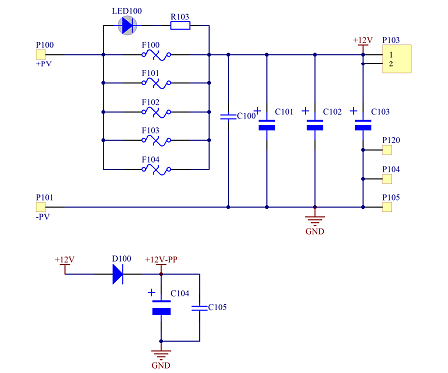 LED100
R103
P100
+PV
F100
F101
F102
F103
F104
C100
+ C101
+ C102
+ C103
+12V
P103
1
2
P120
P104
P105
P101
-PV
GND
+12V
D100
+12V-PP
+ C104
C105
GND